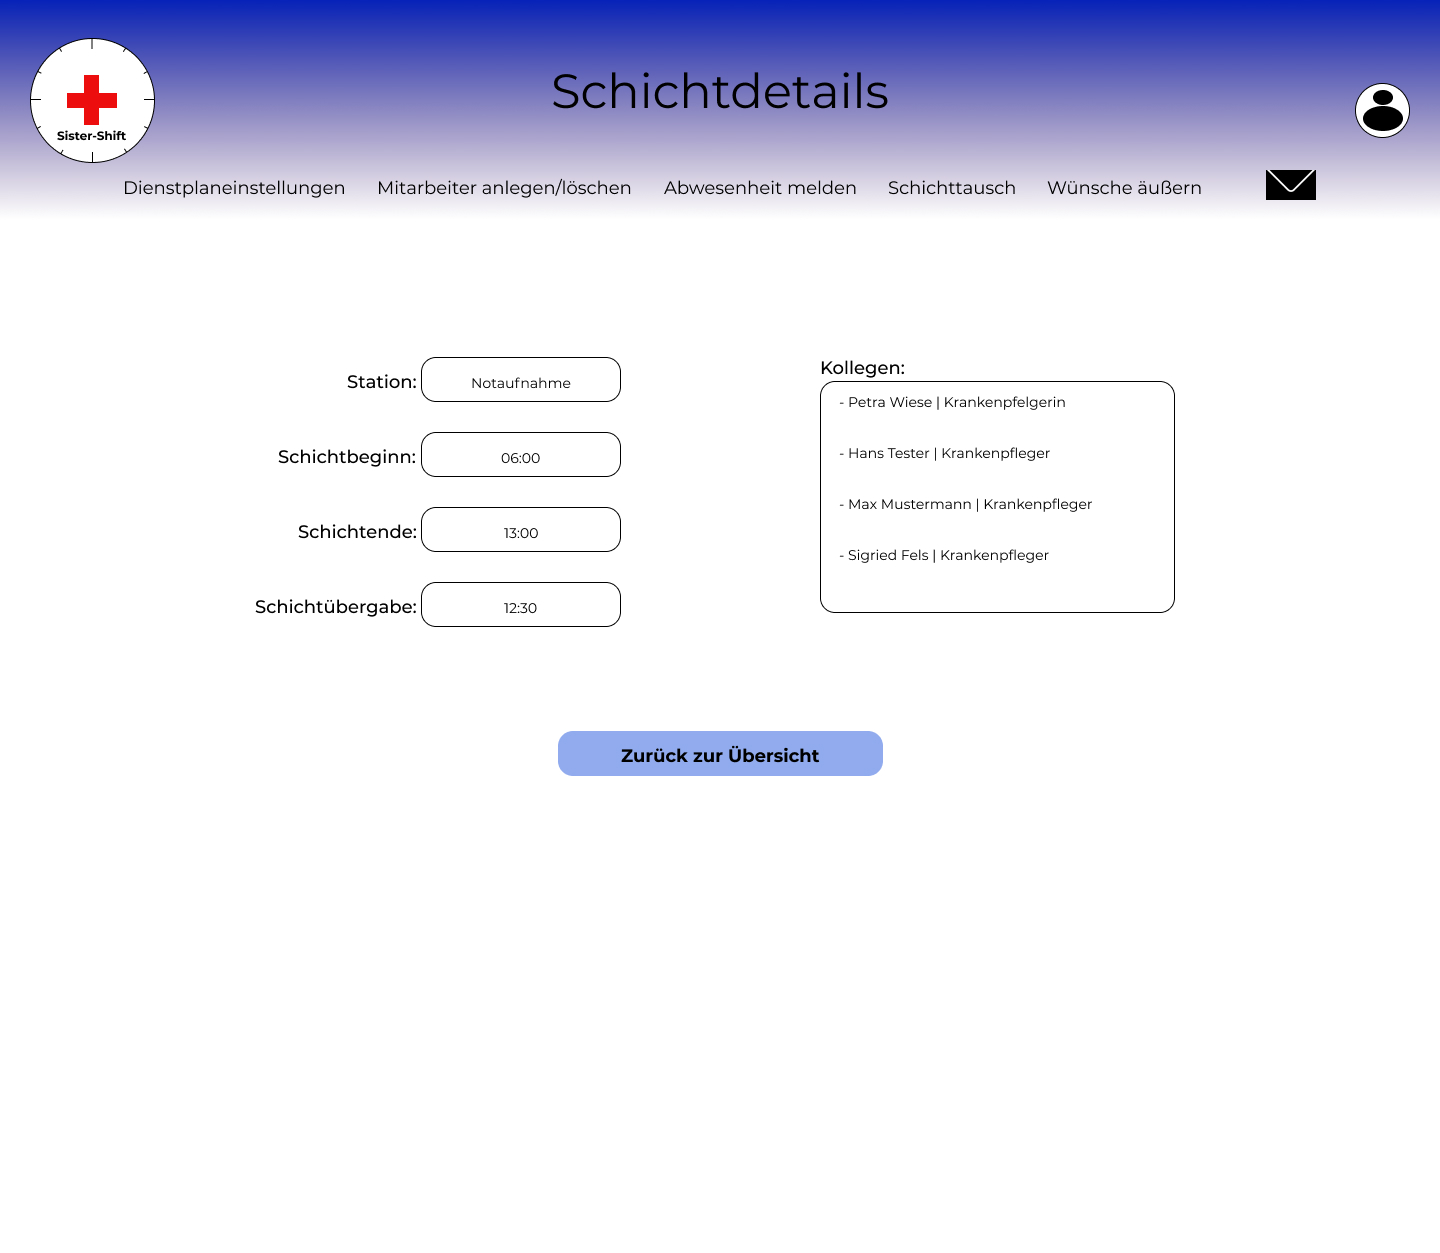 Schichtdetails
Sister-Shift
Dienstplaneinstellungen Mitarbeiter anlegen/löschen Abwesenheit melden Schichttausch Wünsche äußern
Station: Notaufnahme
Schichtbeginn: 06:00
Schichtende: 13:00
Schichtübergabe: 12:30
Kollegen:
- Petra Wiese | Krankenpfelgerin
- Hans Tester | Krankenpfleger
- Max Mustermann | Krankenpfleger
- Sigried Fels | Krankenpfleger
Zurück zur Übersicht